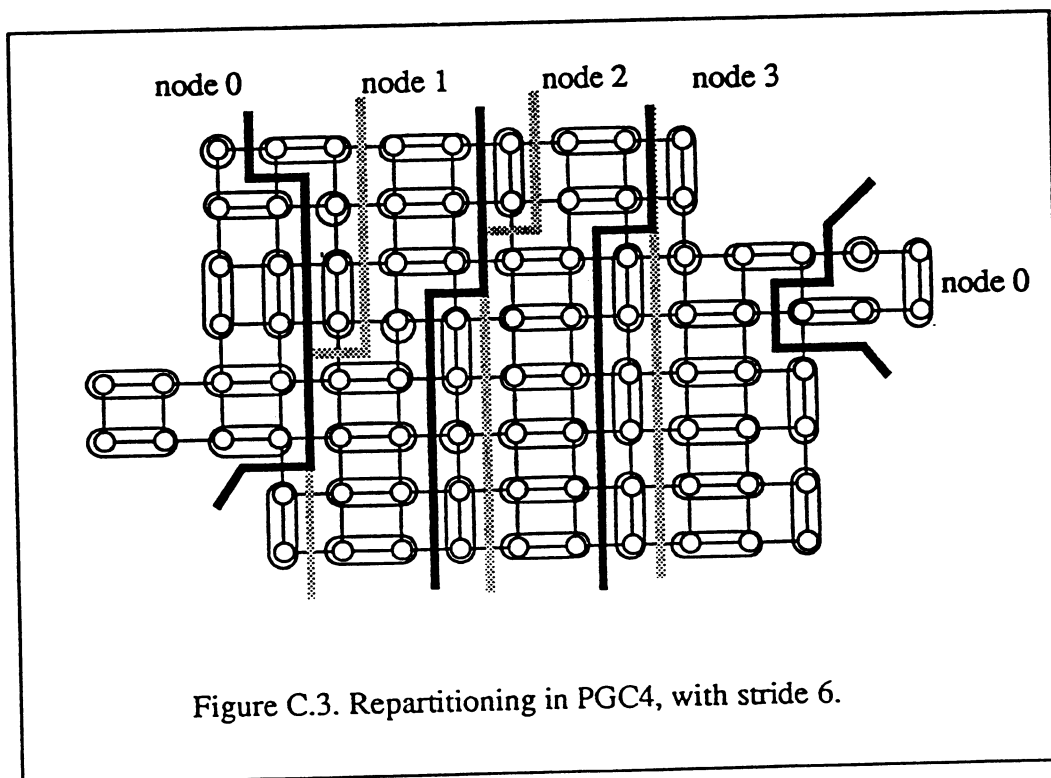 node 0
node 1
node 2
node 3
node 0
Figure C.3. Repartitioning in PGC4, with stride 6.